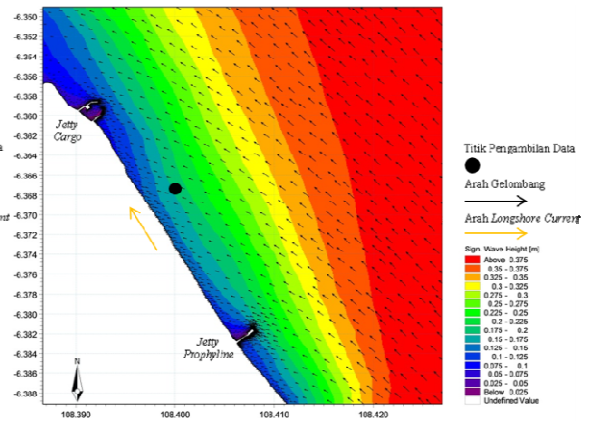 -6.350
-6.352
-6.354
-6.356
-6.358
-6.360
-6.362
-6.364
-6.366
-6.368
-6.370
-6.372
-6.374
-6.376
-6.378
-6.380
-6.382
-6.384
-6.386
-6.388
Jetty
Cargo
Jetty
Prophyline
N
108.390
108.400
108.410
108.420
Titik Pengambilan Data
Arah Gelombang
Arah Longshore Current
Sign. Wave Height [m]
Above 0.375
0.35 - 0.375
0.325 - 0.35
0.3 - 0.325
0.275 - 0.3
0.25 - 0.275
0.225 - 0.25
0.2 - 0.225
0.175 - 0.2
0.15 - 0.175
0.125 - 0.15
0.1 - 0.125
0.075 - 0.1
0.05 - 0.075
0.025 - 0.05
Below 0.025
Undefined Value